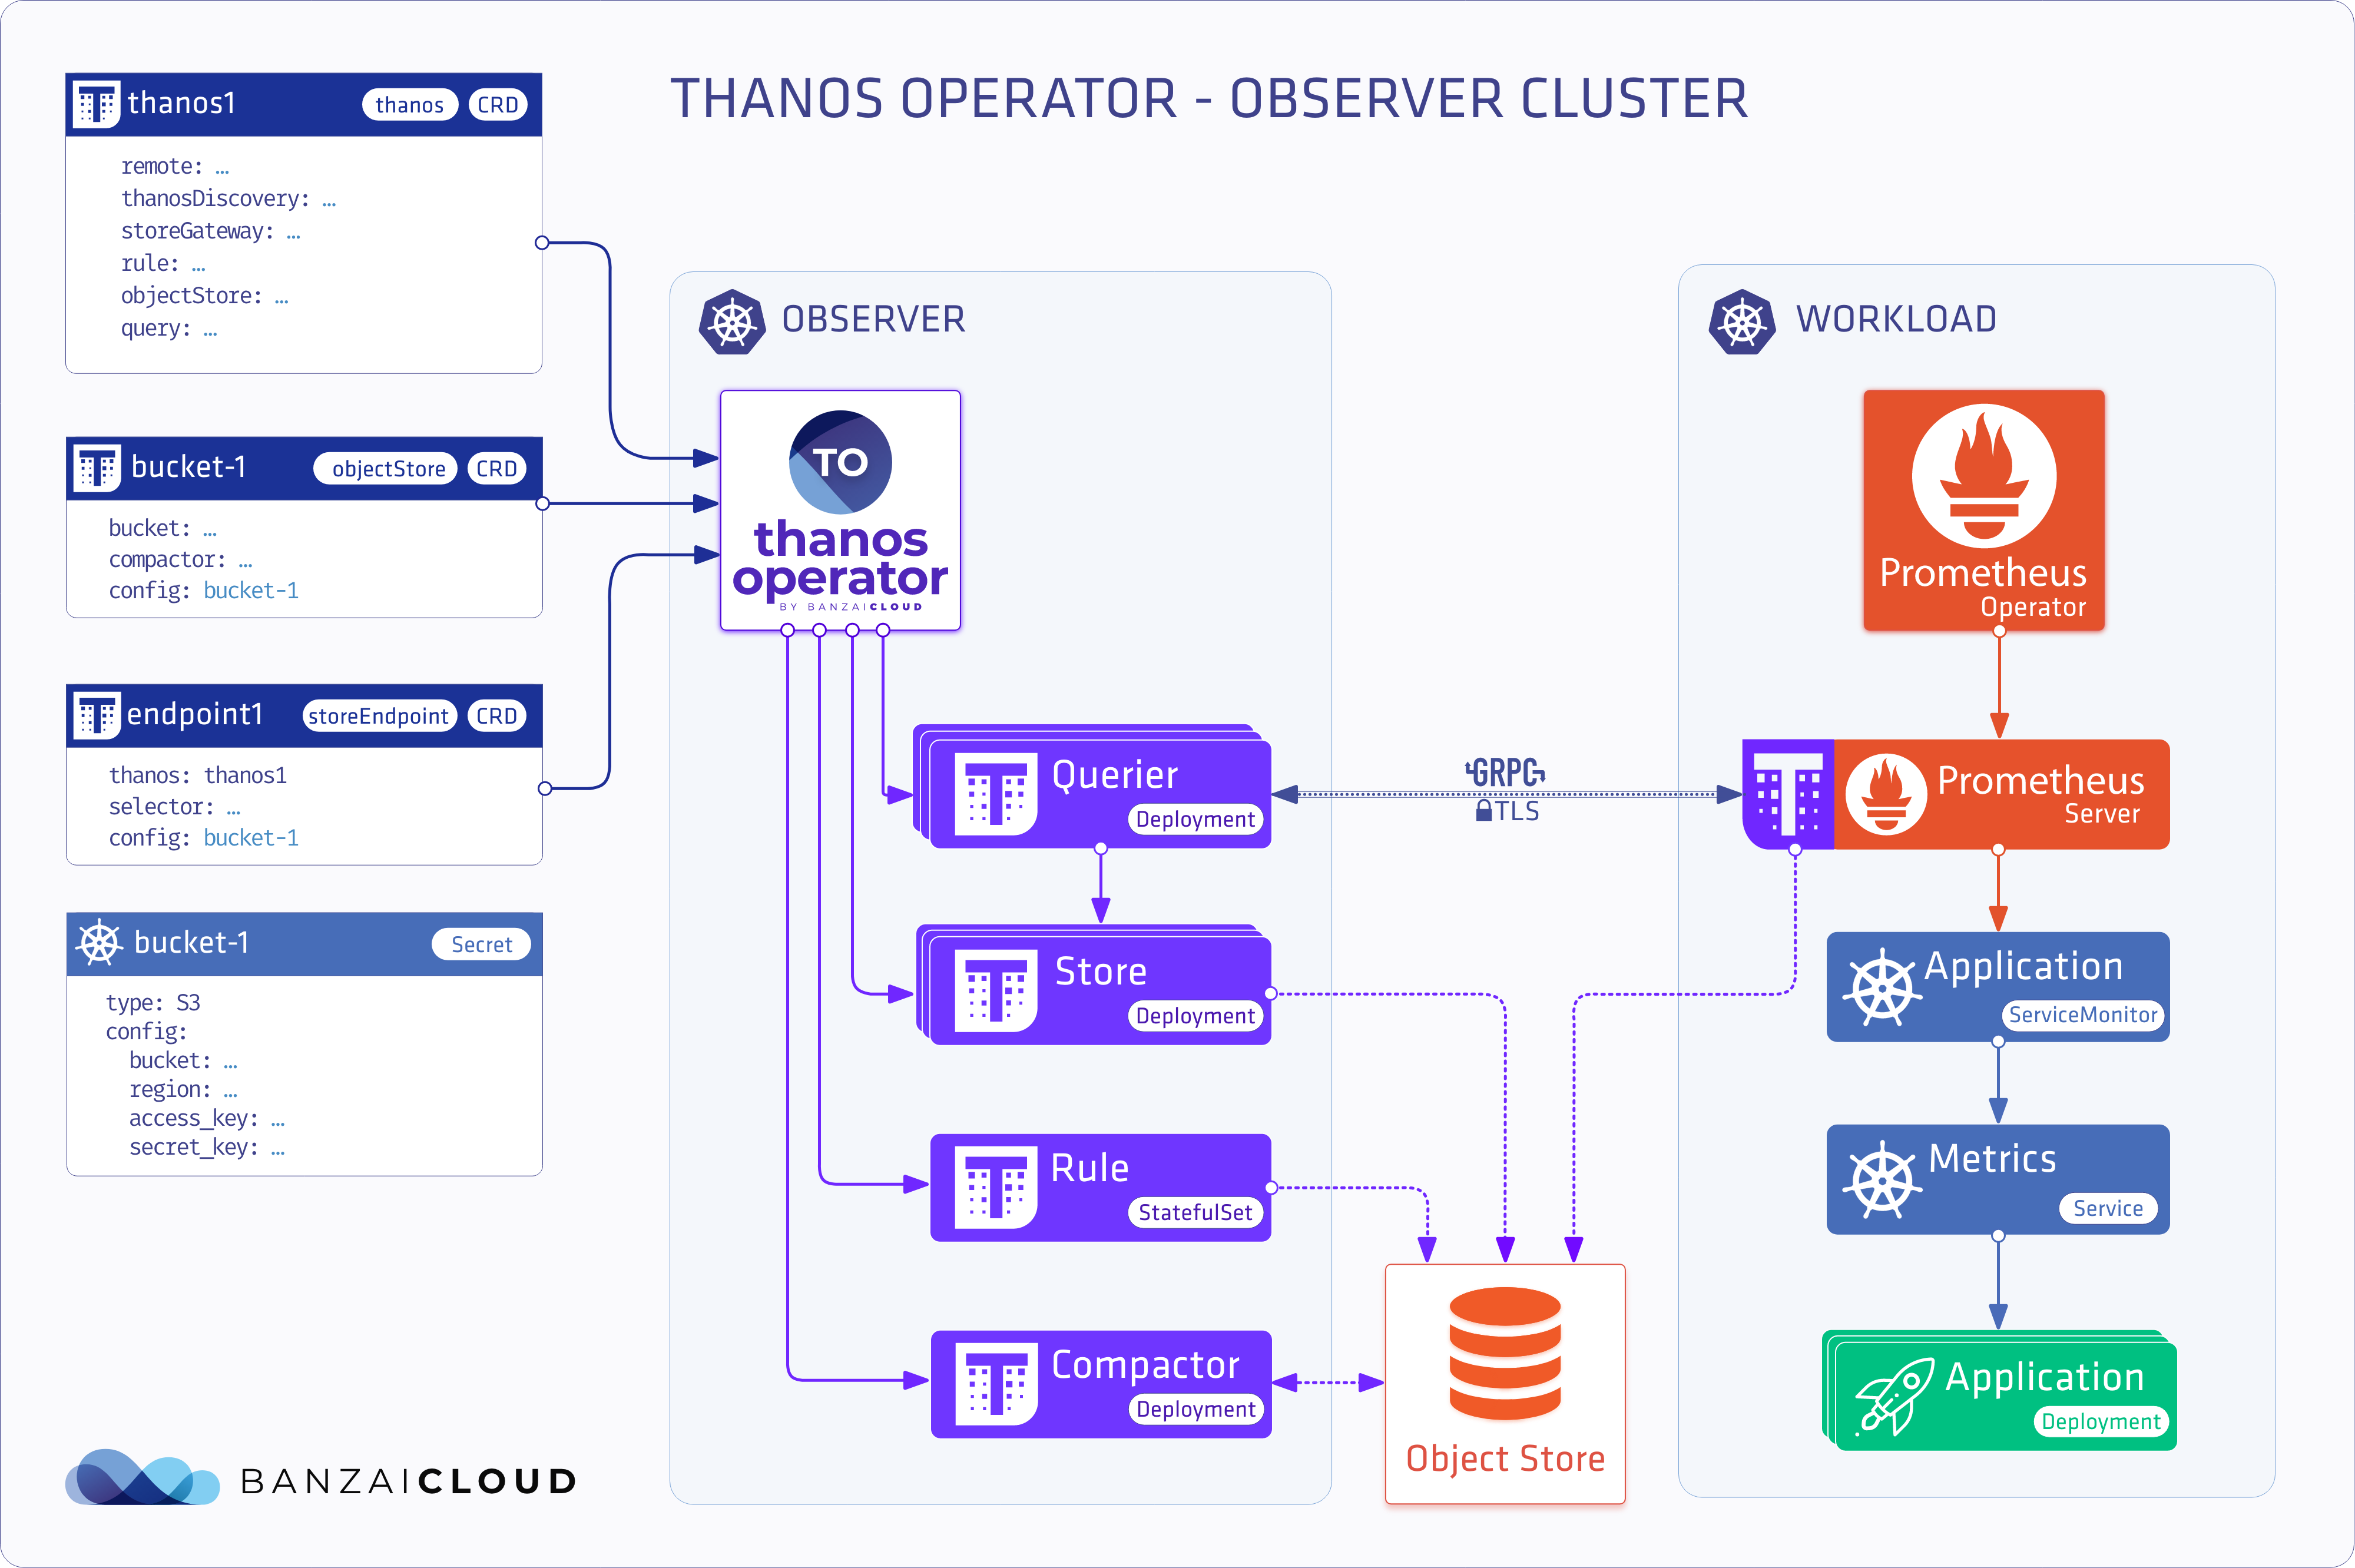 THANOS OPERATOR - OBSERVER CLUSTER
thanos1 thanos CRD
remote: …
thanosDiscovery: …
storeGateway: …
rule: …
objectStore: …
query: …
bucket-1 objectStore CRD
bucket: …
compactor: …
config: bucket-1
endpoint1 storeEndpoint CRD
thanos: thanos1
selector: …
config: bucket-1
bucket-1 Secret
type: S3
config:
bucket: …
region: …
access_key: …
secret_key: …
BANZAICLOUD
OBSERVER
TO
thanos
operator
BY BANZAICLOUD
Querier
Deployment
Store
Deployment
Rule
StatefulSet
Compactor
Deployment
GRPC
TLS
Object Store
WORKLOAD
Prometheus
Operator
Prometheus
Server
Application
ServiceMonitor
Metrics
Service
Application
Deployment